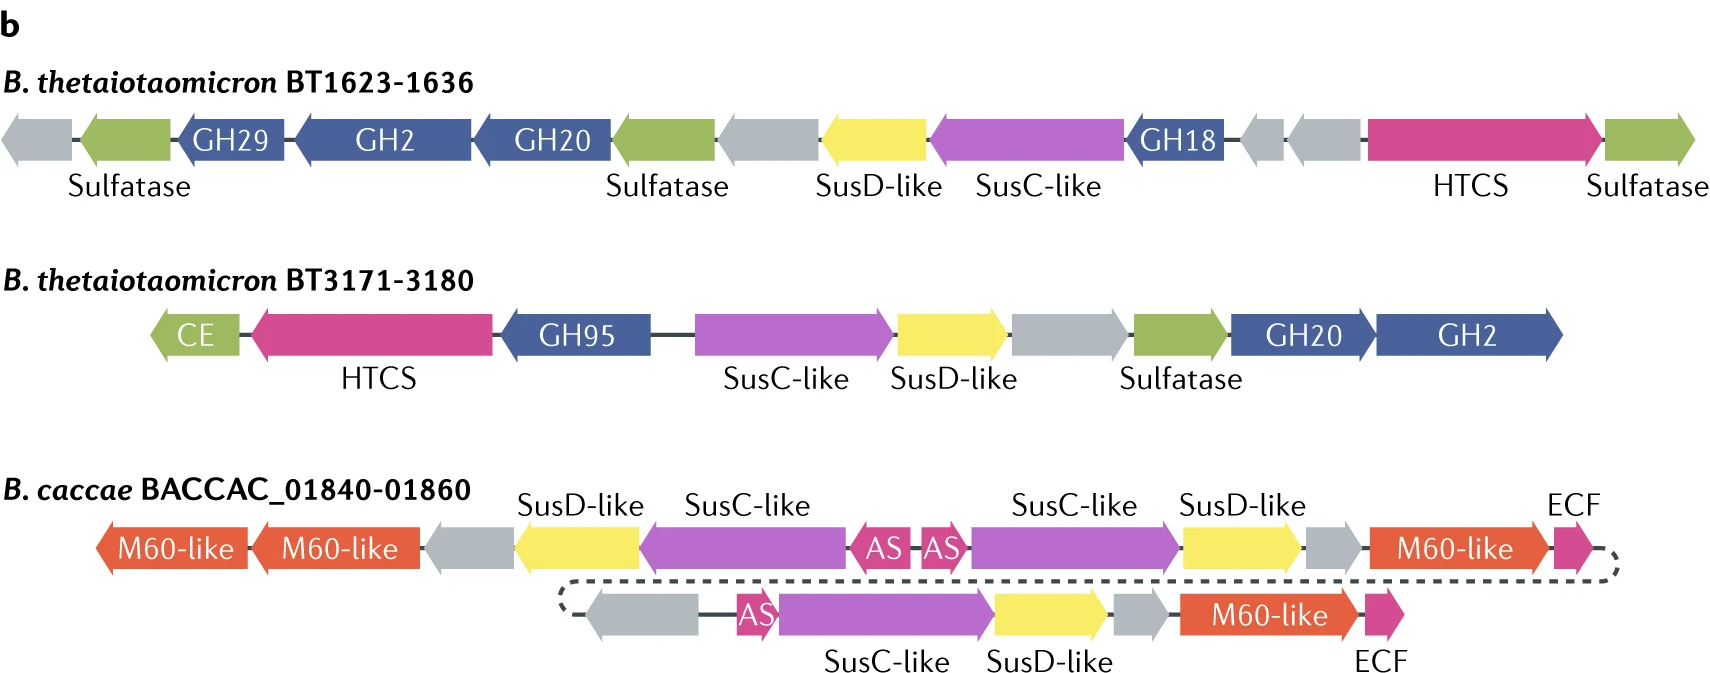 b
B. thetaiotaomicron BT1623-1636
GH29 GH2 GH20 GH18
Sulfatase Sulfatase SusD-like SusC-like HTCS Sulfatase
B. thetaiotaomicron BT3171-3180
CE GH95 GH20 GH2
HTCS SusC-like SusD-like Sulfatase
B. caccae BACCAC_01840-01860
SusD-like SusC-like SusC-like SusD-like ECF
M60-like M60-like AS AS M60-like
AS M60-like
SusC-like SusD-like ECF